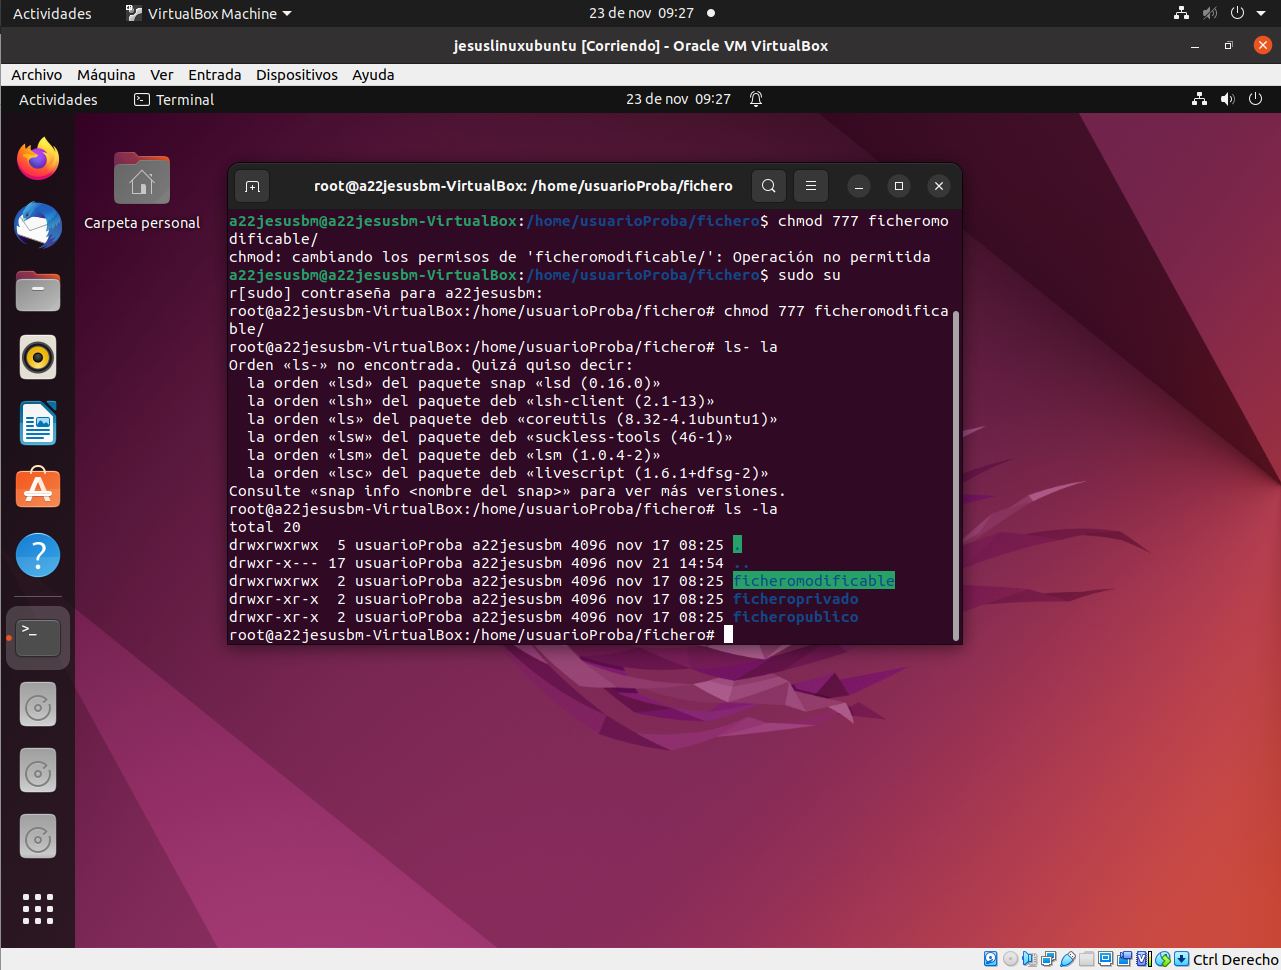 Actividades VirtualBox Machine 23 de nov 09:27
jesuslinuxubuntu [Corriendo] - Oracle VM VirtualBox
Archivo Máquina Ver Entrada Dispositivos Ayuda
Actividades Terminal 23 de nov 09:27
Carpeta personal
root@a22jesusbm-VirtualBox: /home/usuarioProba/fichero
a22jesusbm@a22jesusbm-VirtualBox:/home/usuarioProba/fichero$ chmod 777 ficheromo
dificable/
chmod: cambiando los permisos de 'ficheromodificable/': Operación no permitida
a22jesusbm@a22jesusbm-VirtualBox:/home/usuarioProba/fichero$ sudo su
r[sudo] contraseña para a22jesusbm:
root@a22jesusbm-VirtualBox:/home/usuarioProba/fichero# chmod 777 ficheromodifica
ble/
root@a22jesusbm-VirtualBox:/home/usuarioProba/fichero# ls- la
Orden «ls-» no encontrada. Quizá quiso decir:
  la orden «lsd» del paquete snap «lsd (0.16.0)»
  la orden «lsh» del paquete deb «lsh-client (2.1-13)»
  la orden «ls» del paquete deb «coreutils (8.32-4.1ubuntu1)»
  la orden «lsw» del paquete deb «suckless-tools (46-1)»
  la orden «lsm» del paquete deb «lsm (1.0.4-2)»
  la orden «lsc» del paquete deb «livescript (1.6.1+dfsg-2)»
Consulte «snap info <nombre del snap>» para ver más versiones.
root@a22jesusbm-VirtualBox:/home/usuarioProba/fichero# ls -la
total 20
drwxrwxrwx  5 usuarioProba a22jesusbm 4096 nov 17 08:25 .
drwxr-x--- 17 usuarioProba a22jesusbm 4096 nov 21 14:54 ..
drwxrwxrwx  2 usuarioProba a22jesusbm 4096 nov 17 08:25 ficheromodificable
drwxr-xr-x  2 usuarioProba a22jesusbm 4096 nov 17 08:25 ficheroprivado
drwxr-xr-x  2 usuarioProba a22jesusbm 4096 nov 17 08:25 ficheropublico
root@a22jesusbm-VirtualBox:/home/usuarioProba/fichero#
Ctrl Derecho